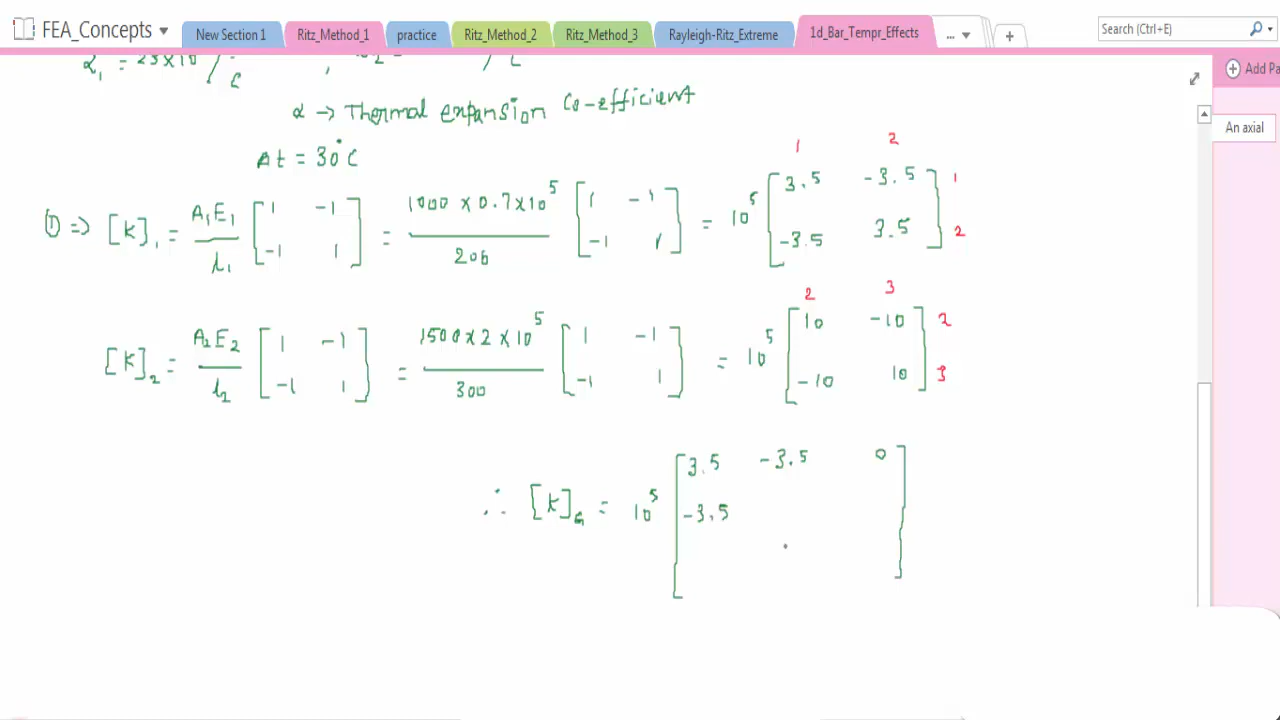 FEA_Concepts New Section 1 Ritz_Method_1 practice Ritz_Method_2 Ritz_Method_3 Rayleigh-Ritz_Extreme 1d_Bar_Tempr_Effects ... + Search (Ctrl+E)
Add Pa
An axial
α₁ =
α → Thermal expansion Co-efficient
Δt = 30°C
① ⇒ [K]₁ = A₁E₁/l₁ [1 -1; -1 1] = 1000 × 0.7×10⁵/200 [1 -1; -1 1] = 10⁵ [3.5 -3.5; -3.5 3.5] 1 2 1 2
[K]₂ = A₂E₂/l₂ [1 -1; -1 1] = 1500×2×10⁵/300 [1 -1; -1 1] = 10⁵ [10 -10; -10 10] 2 3 2 3
∴ [K]G = 10⁵ [3.5 -3.5 0; -3.5